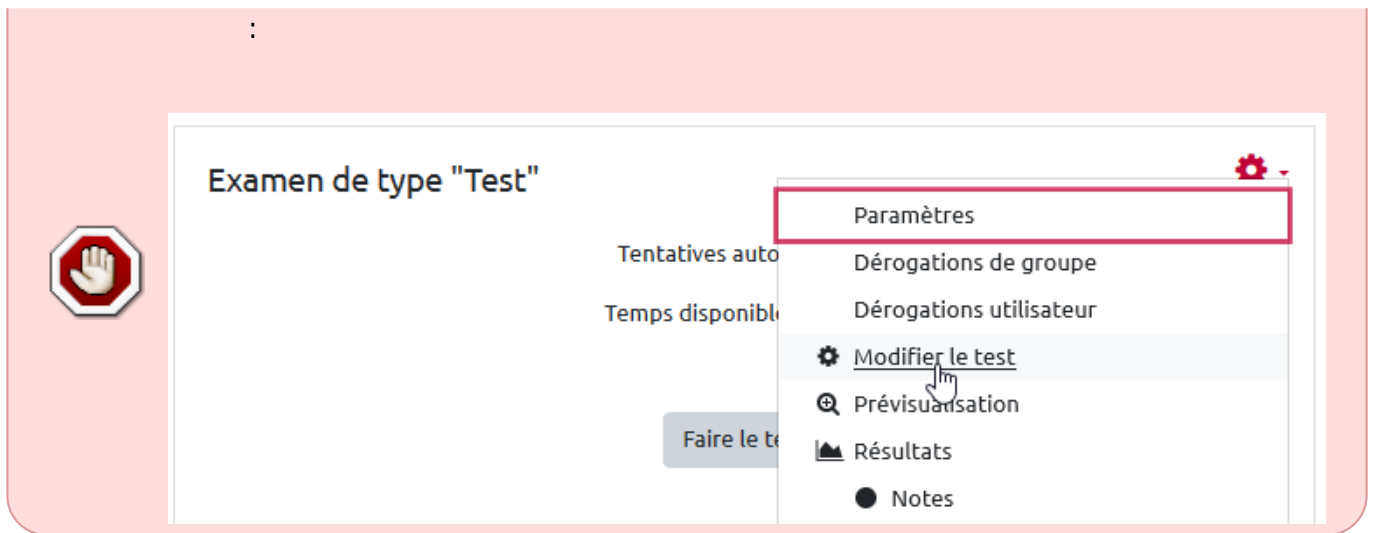 :
Examen de type "Test"
Paramètres
Tentatives auto
Dérogations de groupe
Temps disponible
Dérogations utilisateur
Modifier le test
Prévisualisation
Faire le te
Résultats
Notes